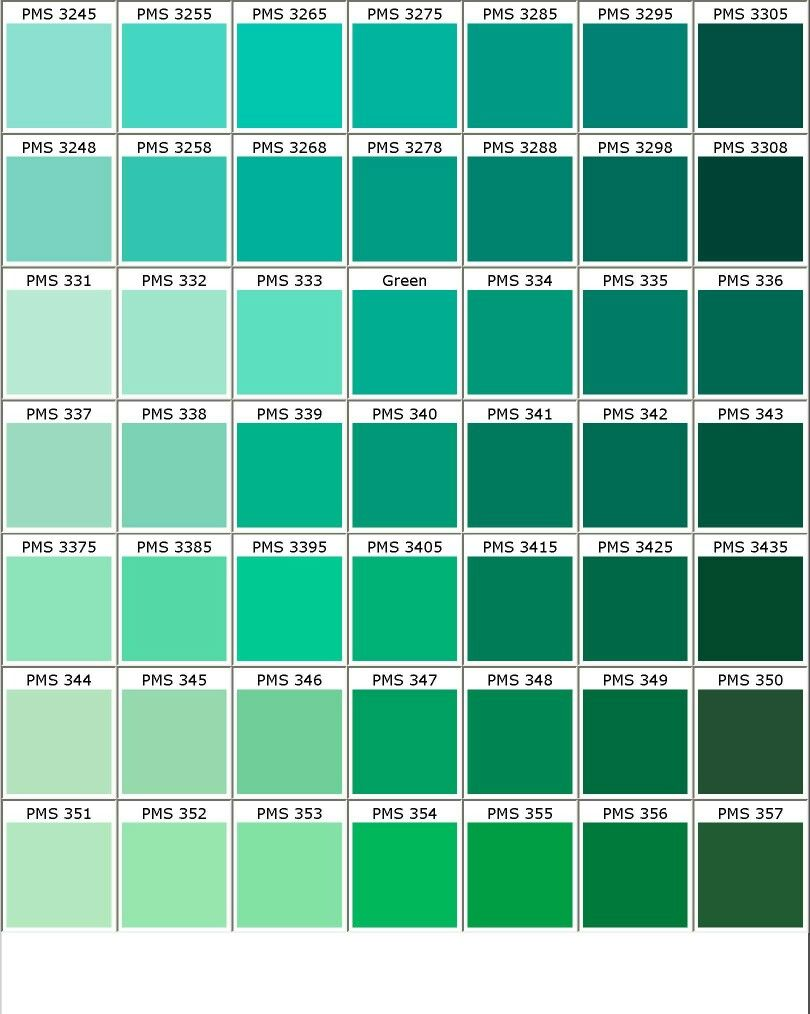 PMS 3245 PMS 3255 PMS 3265 PMS 3275 PMS 3285 PMS 3295 PMS 3305
PMS 3248 PMS 3258 PMS 3268 PMS 3278 PMS 3288 PMS 3298 PMS 3308
PMS 331 PMS 332 PMS 333 Green PMS 334 PMS 335 PMS 336
PMS 337 PMS 338 PMS 339 PMS 340 PMS 341 PMS 342 PMS 343
PMS 3375 PMS 3385 PMS 3395 PMS 3405 PMS 3415 PMS 3425 PMS 3435
PMS 344 PMS 345 PMS 346 PMS 347 PMS 348 PMS 349 PMS 350
PMS 351 PMS 352 PMS 353 PMS 354 PMS 355 PMS 356 PMS 357